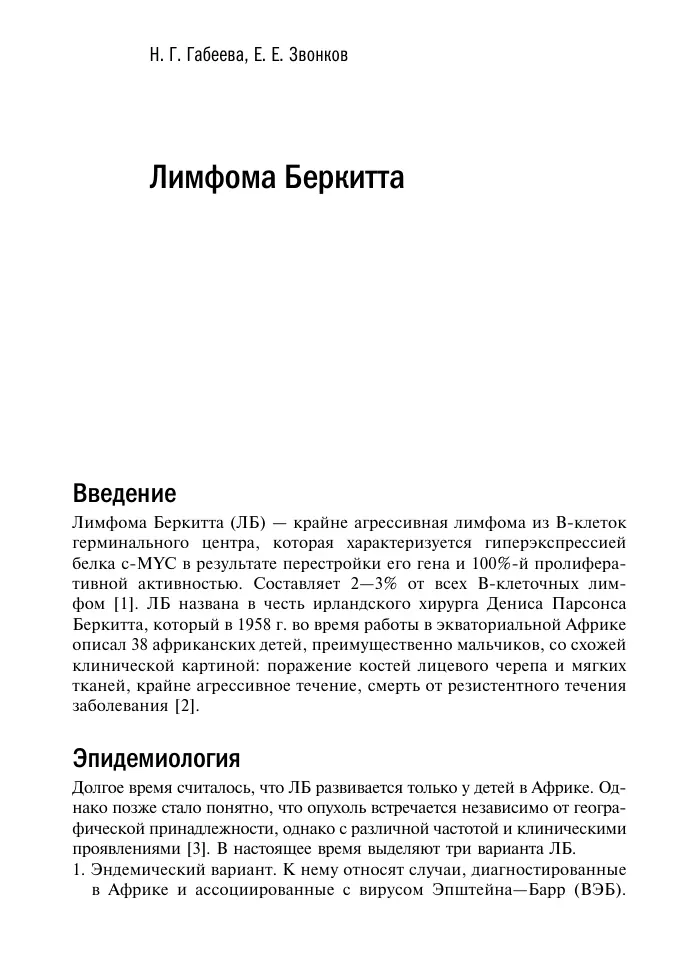 Н. Г. Габеева, Е. Е. Звонков
Лимфома Беркитта
Введение
Лимфома Беркитта (ЛБ) — крайне агрессивная лимфома из В-клеток
герминального центра, которая характеризуется гиперэкспрессией
белка c-MYC в результате перестройки его гена и 100%-й пролифера-
тивной активностью. Составляет 2—3% от всех В-клеточных лим-
фом [1]. ЛБ названа в честь ирландского хирурга Дениса Парсонса
Беркитта, который в 1958 г. во время работы в экваториальной Африке
описал 38 африканских детей, преимущественно мальчиков, со схожей
клинической картиной: поражение костей лицевого черепа и мягких
тканей, крайне агрессивное течение, смерть от резистентного течения
заболевания [2].
Эпидемиология
Долгое время считалось, что ЛБ развивается только у детей в Африке. Од-
нако позже стало понятно, что опухоль встречается независимо от геогра-
фической принадлежности, однако с различной частотой и клиническими
проявлениями [3]. В настоящее время выделяют три варианта ЛБ.
1. Эндемический вариант. К нему относят случаи, диагностированные
в Африке и ассоциированные с вирусом Эпштейна—Барр (ВЭБ).